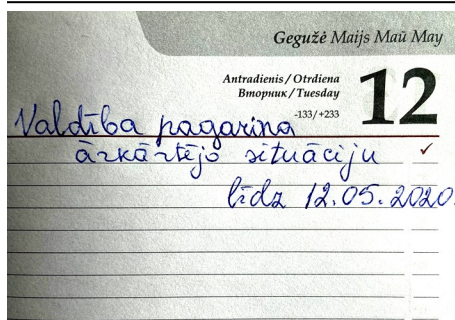 Gegužė Maijs Май May
Antradienis / Otrdiena
Вторник / Tuesday
-133 / +233
12
Valdība pagarina
ārkārtējo situāciju
līdz 12.05.2020.